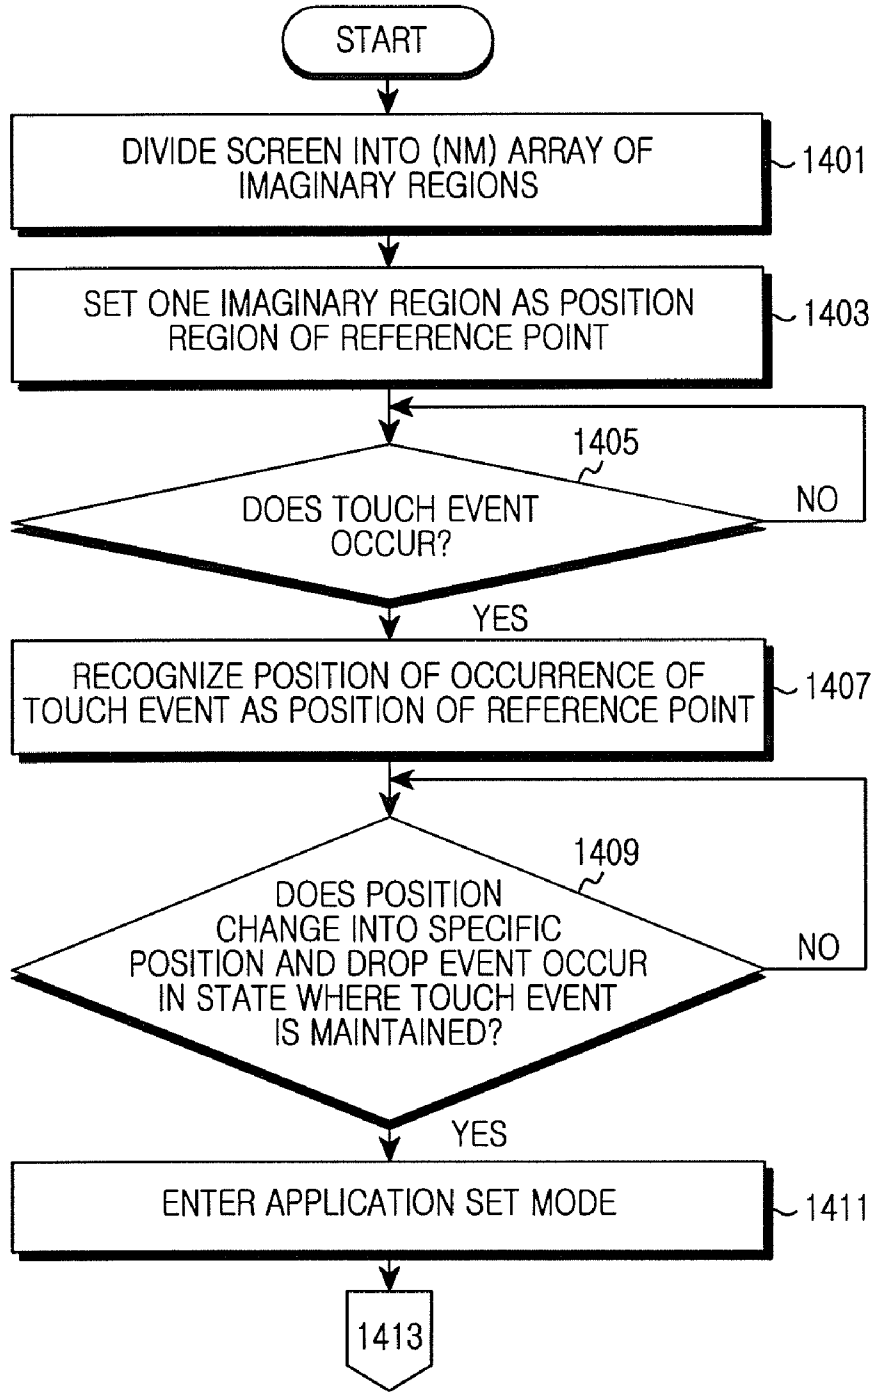 START
DIVIDE SCREEN INTO (NM) ARRAY OF
IMAGINARY REGIONS
1401
SET ONE IMAGINARY REGION AS POSITION
REGION OF REFERENCE POINT
1403
1405
DOES TOUCH EVENT
OCCUR?
NO
YES
RECOGNIZE POSITION OF OCCURRENCE OF
TOUCH EVENT AS POSITION OF REFERENCE POINT
1407
1409
DOES POSITION
CHANGE INTO SPECIFIC
POSITION AND DROP EVENT OCCUR
IN STATE WHERE TOUCH EVENT
IS MAINTAINED?
NO
YES
ENTER APPLICATION SET MODE
1411
1413